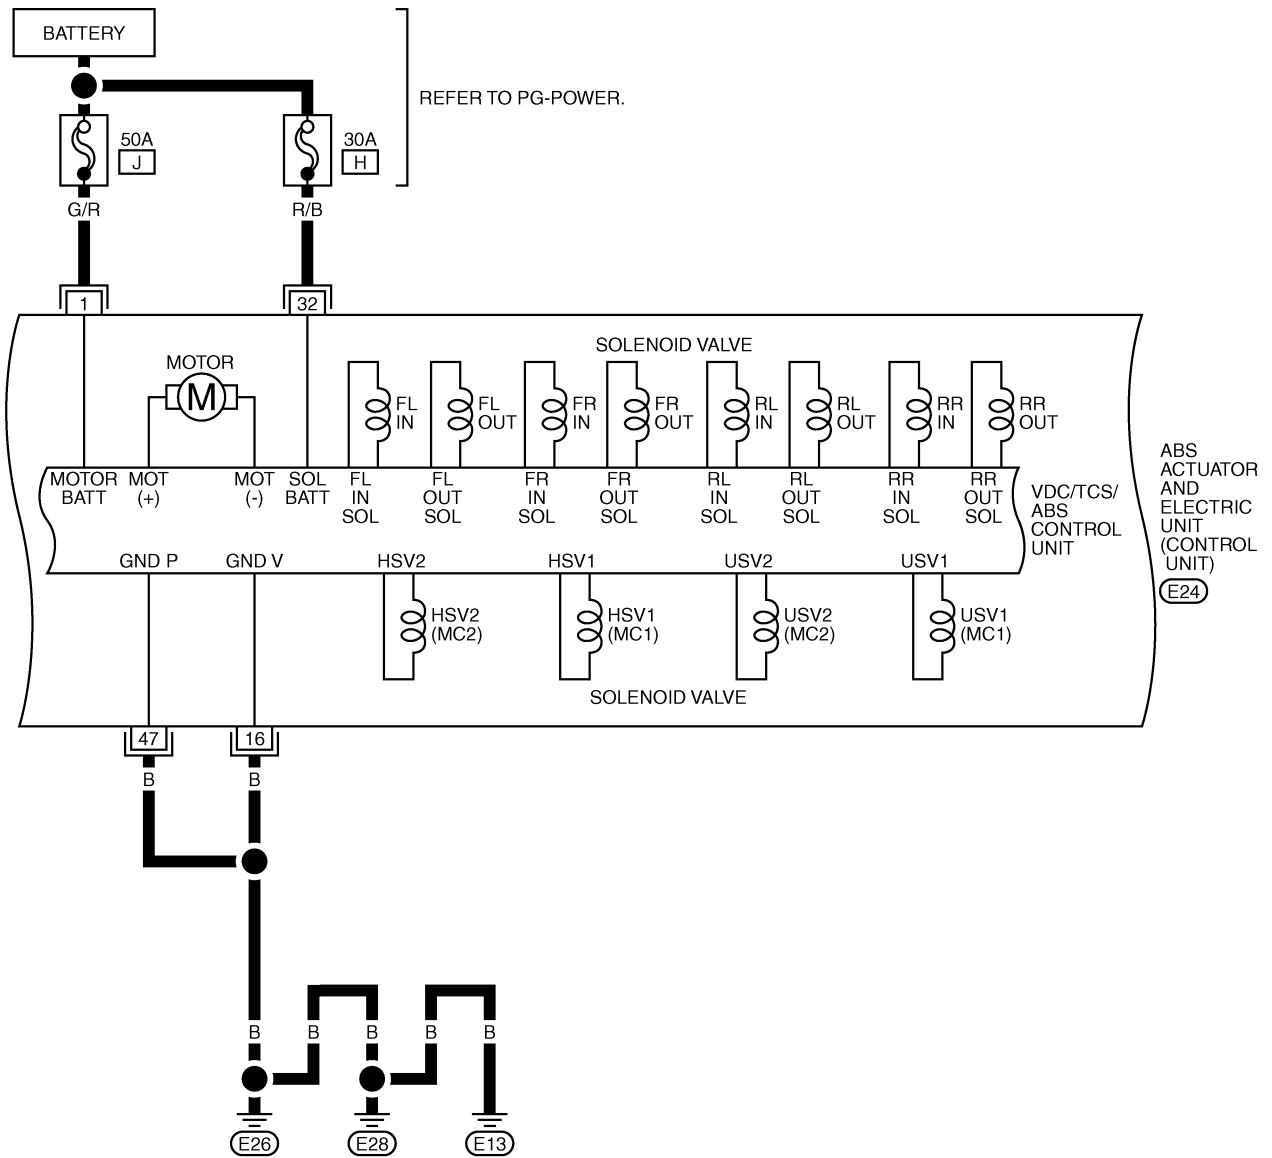 BATTERY
REFER TO PG-POWER.
50A
J
30A
H
G/R
R/B
1
32
SOLENOID VALVE
MOTOR
M
FL
IN
FL
OUT
FR
IN
FR
OUT
RL
IN
RL
OUT
RR
IN
RR
OUT
MOTOR
BATT
MOT
(+)
MOT
(-)
SOL
BATT
FL
IN
SOL
FL
OUT
SOL
FR
IN
SOL
FR
OUT
SOL
RL
IN
SOL
RL
OUT
SOL
RR
IN
SOL
RR
OUT
SOL
VDC/TCS/
ABS
CONTROL
UNIT
ABS
ACTUATOR
AND
ELECTRIC
UNIT
(CONTROL
UNIT)
E24
GND P
GND V
HSV2
HSV1
USV2
USV1
HSV2
(MC2)
HSV1
(MC1)
USV2
(MC2)
USV1
(MC1)
SOLENOID VALVE
47
16
B
B
B
B
B
B
B
E26
E28
E13